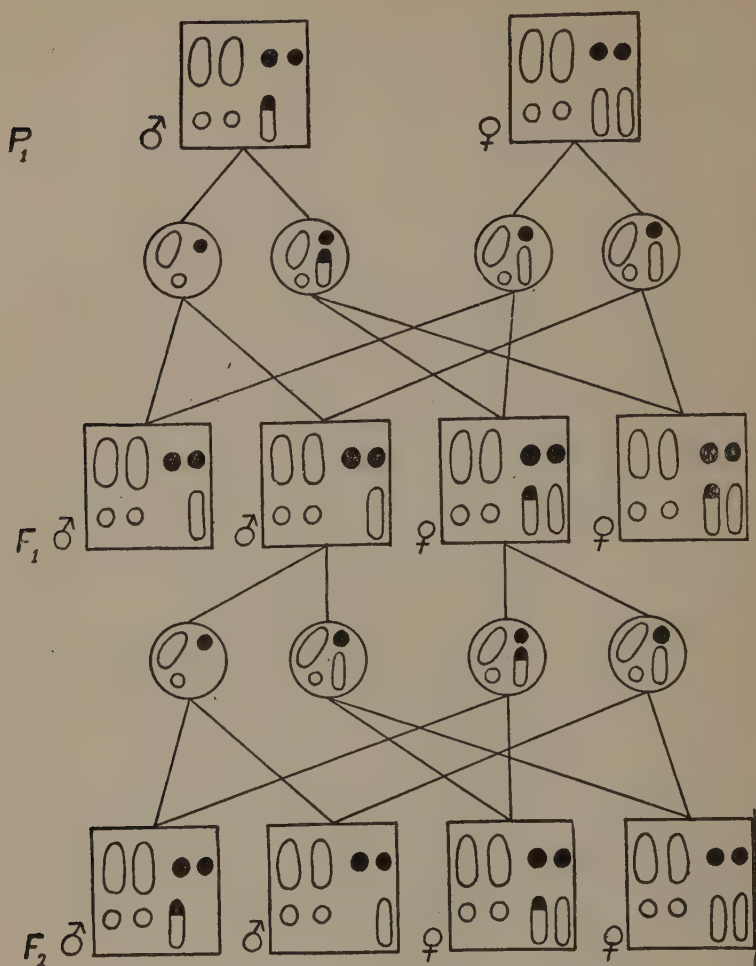 P₁ ♂ ♀
F₁ ♂ ♂ ♀ ♀
F₂ ♂ ♂ ♀ ♀